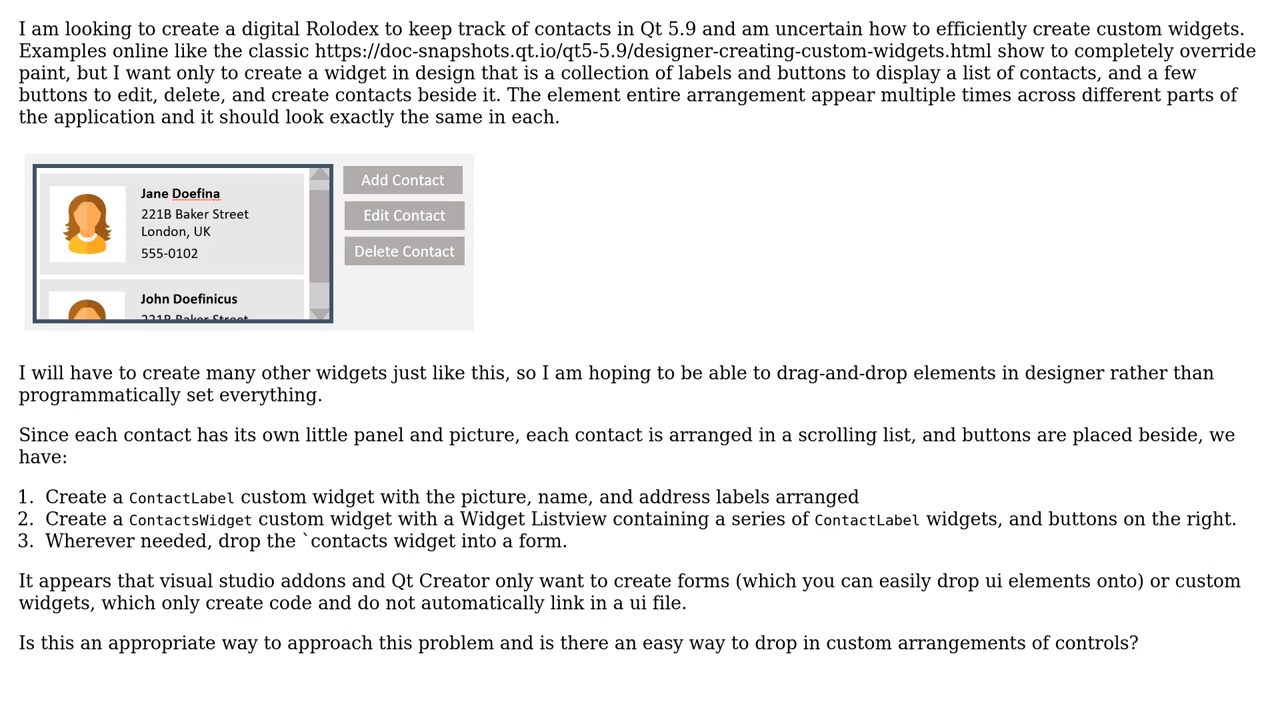 I am looking to create a digital Rolodex to keep track of contacts in Qt 5.9 and am uncertain how to efficiently create custom widgets.
Examples online like the classic https://doc-snapshots.qt.io/qt5-5.9/designer-creating-custom-widgets.html show to completely override
paint, but I want only to create a widget in design that is a collection of labels and buttons to display a list of contacts, and a few
buttons to edit, delete, and create contacts beside it. The element entire arrangement appear multiple times across different parts of
the application and it should look exactly the same in each.
Jane Doefina
221B Baker Street
London, UK
555-0102
John Doefinicus
221B Baker Street
Add Contact
Edit Contact
Delete Contact
I will have to create many other widgets just like this, so I am hoping to be able to drag-and-drop elements in designer rather than
programmatically set everything.
Since each contact has its own little panel and picture, each contact is arranged in a scrolling list, and buttons are placed beside, we
have:
1. Create a ContactLabel custom widget with the picture, name, and address labels arranged
2. Create a ContactsWidget custom widget with a Widget Listview containing a series of ContactLabel widgets, and buttons on the right.
3. Wherever needed, drop the `contacts widget into a form.
It appears that visual studio addons and Qt Creator only want to create forms (which you can easily drop ui elements onto) or custom
widgets, which only create code and do not automatically link in a ui file.
Is this an appropriate way to approach this problem and is there an easy way to drop in custom arrangements of controls?